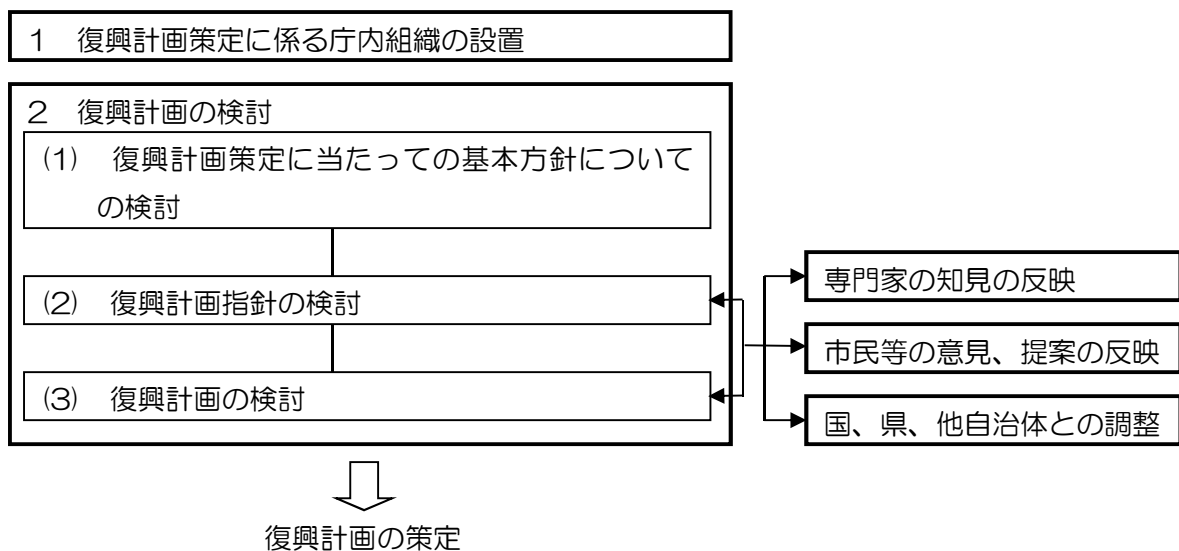 １　復興計画策定に係る庁内組織の設置
２　復興計画の検討
(1)　復興計画策定に当たっての基本方針について
の検討
(2)　復興計画指針の検討
(3)　復興計画の検討
専門家の知見の反映
市民等の意見、提案の反映
国、県、他自治体との調整
復興計画の策定